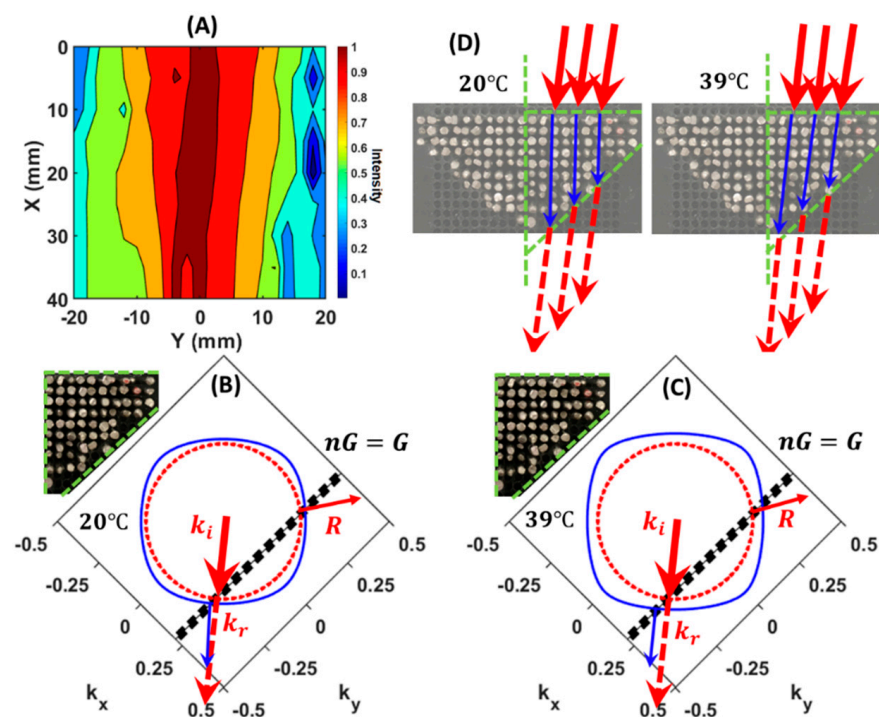 (A)
0
10
20
30
40
X (mm)
-20
-10
0
10
20
Y (mm)
1
0.9
0.8
0.7
0.6
0.5
0.4
0.3
0.2
0.1
Intensity
(D)
20°C
39°C
(B)
nG = G
20°C
k_i
R
k_r
-0.5
-0.25
0
0.25
0.5
k_x
-0.5
-0.25
0
0.25
0.5
k_y
(C)
nG = G
39°C
k_i
R
k_r
-0.5
-0.25
0
0.25
0.5
k_x
-0.5
-0.25
0
0.25
0.5
k_y